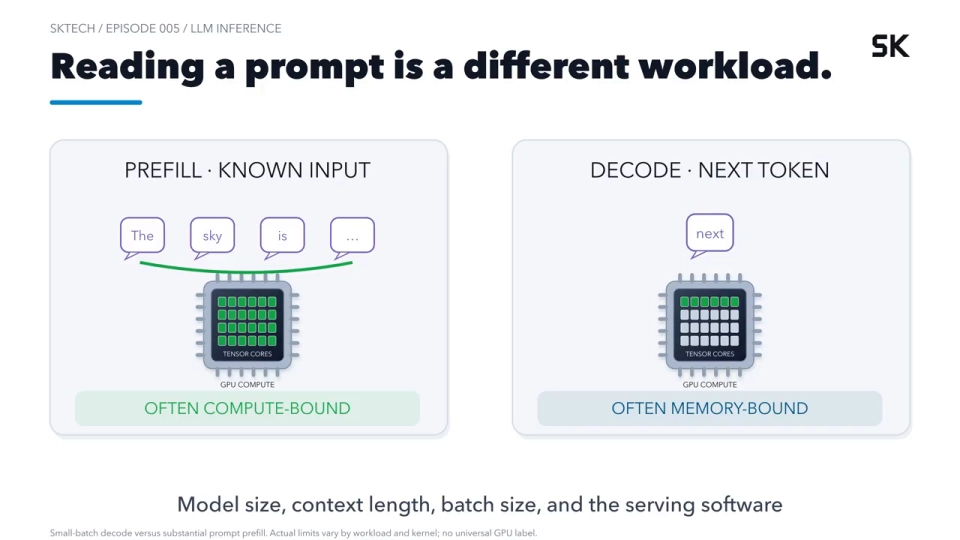 SKTECH / EPISODE 005 / LLM INFERENCE
SK
Reading a prompt is a different workload.
PREFILL · KNOWN INPUT
The
sky
is
...
TENSOR CORES
GPU COMPUTE
OFTEN COMPUTE-BOUND
DECODE · NEXT TOKEN
next
TENSOR CORES
GPU COMPUTE
OFTEN MEMORY-BOUND
Model size, context length, batch size, and the serving software
Small-batch decode versus substantial prompt prefill. Actual limits vary by workload and kernel; no universal GPU label.